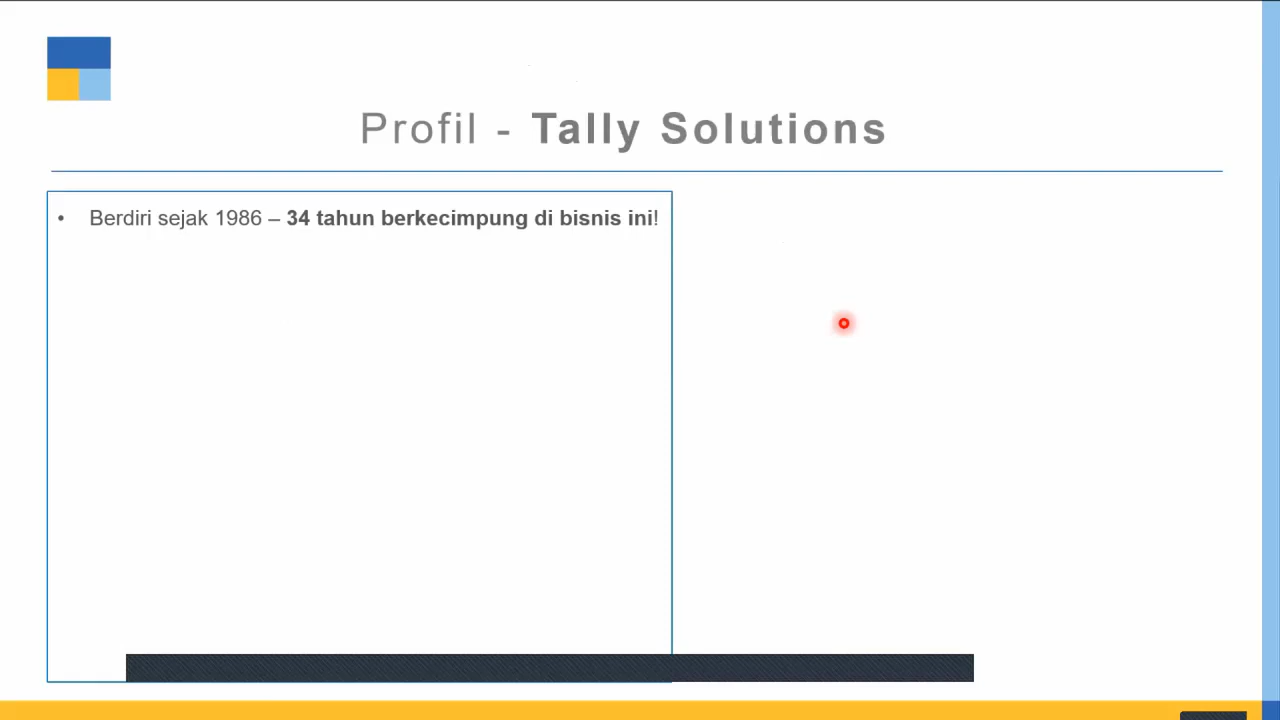 Profil - Tally Solutions
• Berdiri sejak 1986 – 34 tahun berkecimpung di bisnis ini!